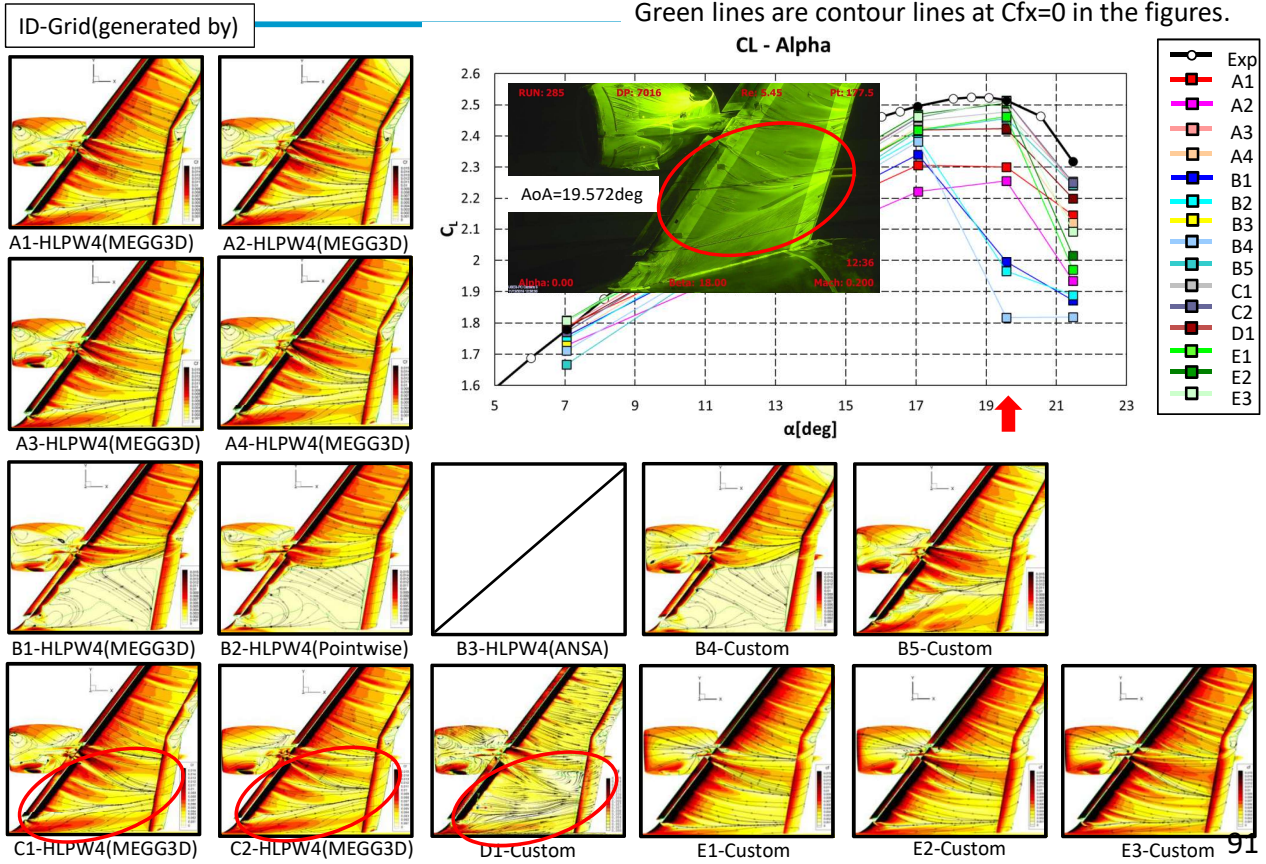 ID-Grid(generated by)
Green lines are contour lines at Cfx=0 in the figures.
A1-HLPW4(MEGG3D)
A2-HLPW4(MEGG3D)
A3-HLPW4(MEGG3D)
A4-HLPW4(MEGG3D)
CL - Alpha
2.6
2.5
2.4
2.3
2.2
2.1
2
1.9
1.8
1.7
1.6
CL
5
7
9
11
13
15
17
19
21
23
α[deg]
RUN: 285
DP: 7016
Re: 5.45
AoA=19.572deg
12:36
Alpha: 0.00
Mach: 0.200
Exp
A1
A2
A3
A4
B1
B2
B3
B4
B5
C1
C2
D1
E1
E2
E3
B1-HLPW4(MEGG3D)
B2-HLPW4(Pointwise)
B3-HLPW4(ANSA)
B4-Custom
B5-Custom
C1-HLPW4(MEGG3D)
C2-HLPW4(MEGG3D)
D1-Custom
E1-Custom
E2-Custom
E3-Custom
91